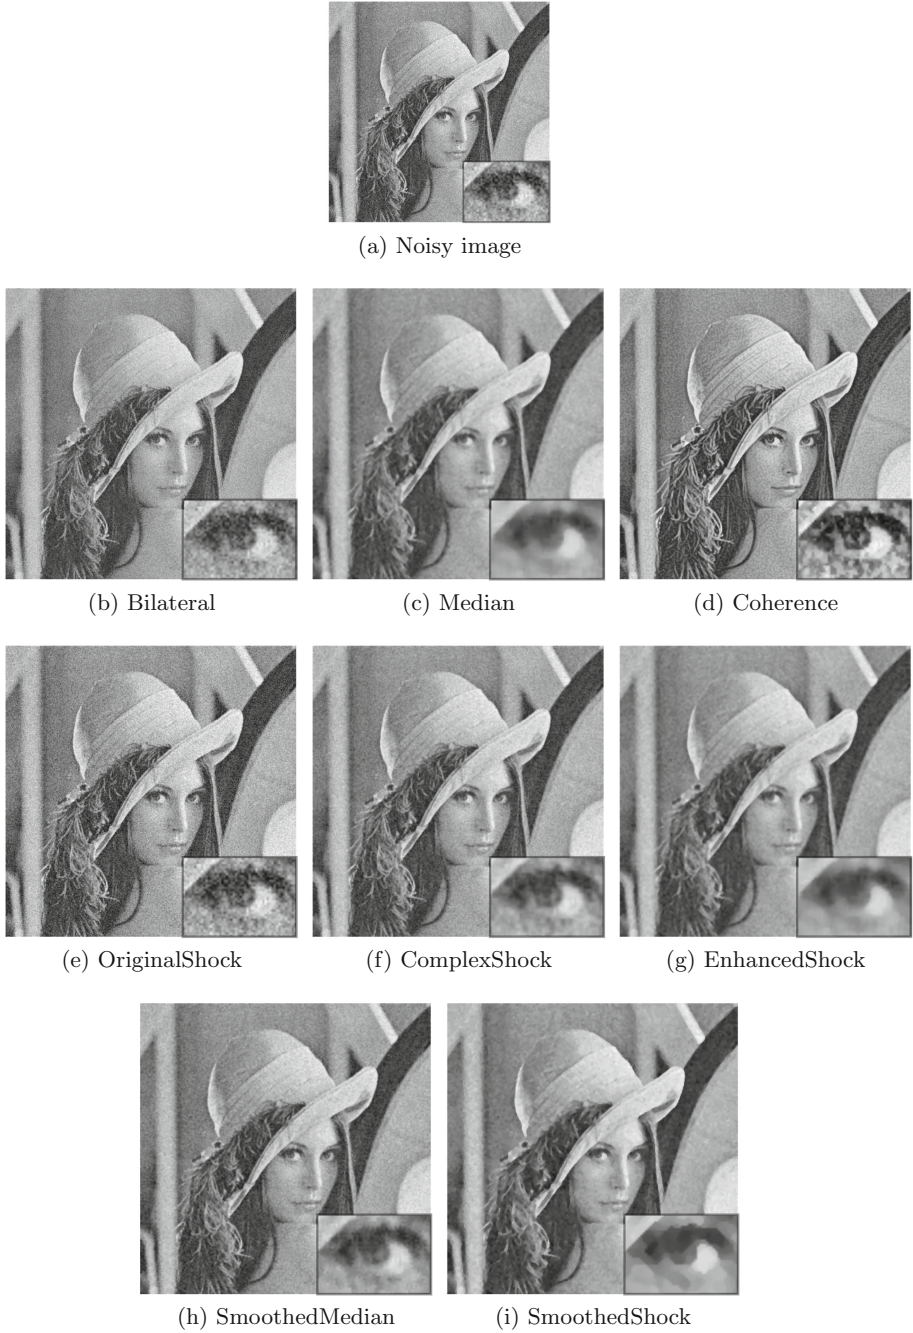 (a) Noisy image
(b) Bilateral
(c) Median
(d) Coherence
(e) OriginalShock
(f) ComplexShock
(g) EnhancedShock
(h) SmoothedMedian
(i) SmoothedShock